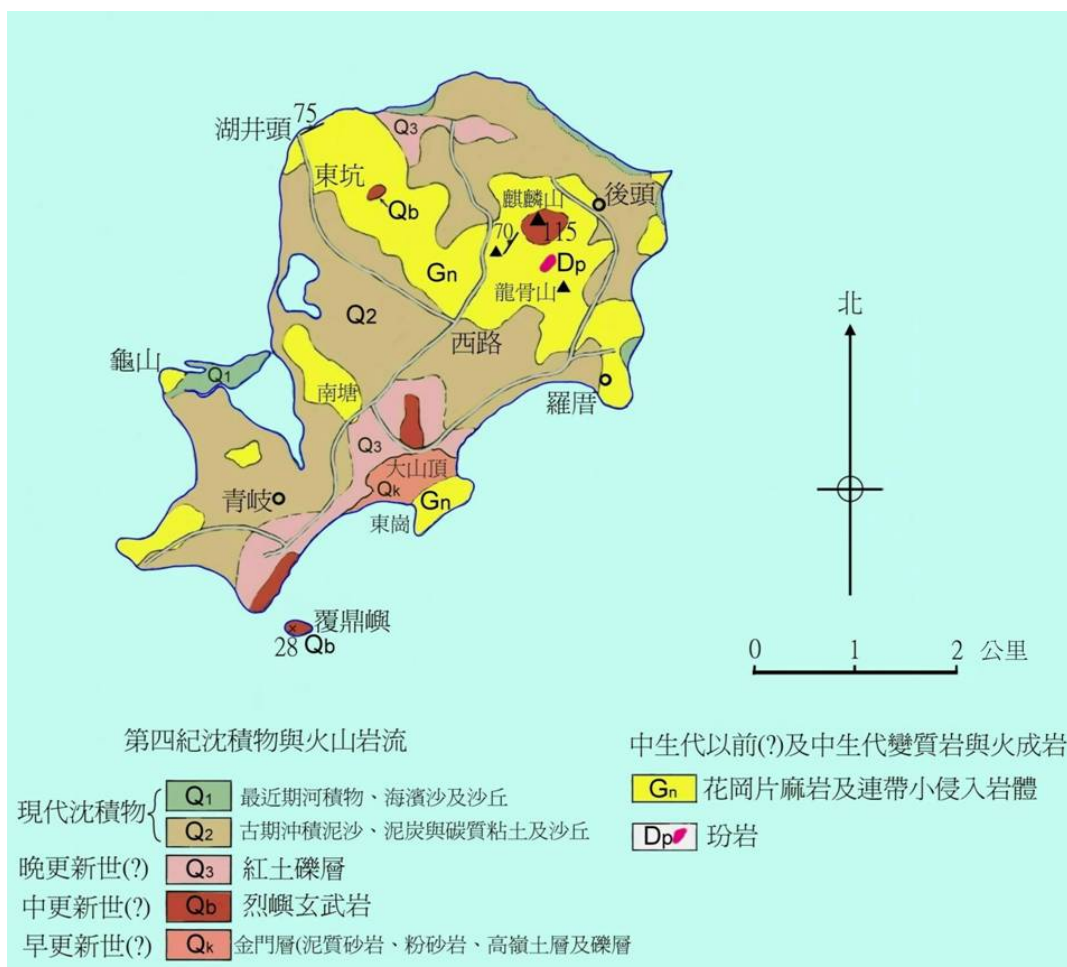 湖井頭
75
Q3
東坑
Qb
麒麟山
後頭
70
115
Gn
Dp
龍骨山
北
Q2
西路
龜山
Q1
南塘
羅厝
Q3
大山頂
Qk
Gn
青岐
東崗
覆鼎嶼
28 Qb
0 1 2 公里
第四紀沈積物與火山岩流
現代沈積物
Q1 最近期河積物、海濱沙及沙丘
Q2 古期沖積泥沙、泥炭與碳質粘土及沙丘
晚更新世(?) Q3 紅土礫層
中更新世(?) Qb 烈嶼玄武岩
早更新世(?) Qk 金門層(泥質砂岩、粉砂岩、高嶺土層及礫層
中生代以前(?)及中生代變質岩與火成岩
Gn 花岡片麻岩及連帶小侵入岩體
Dp 玢岩